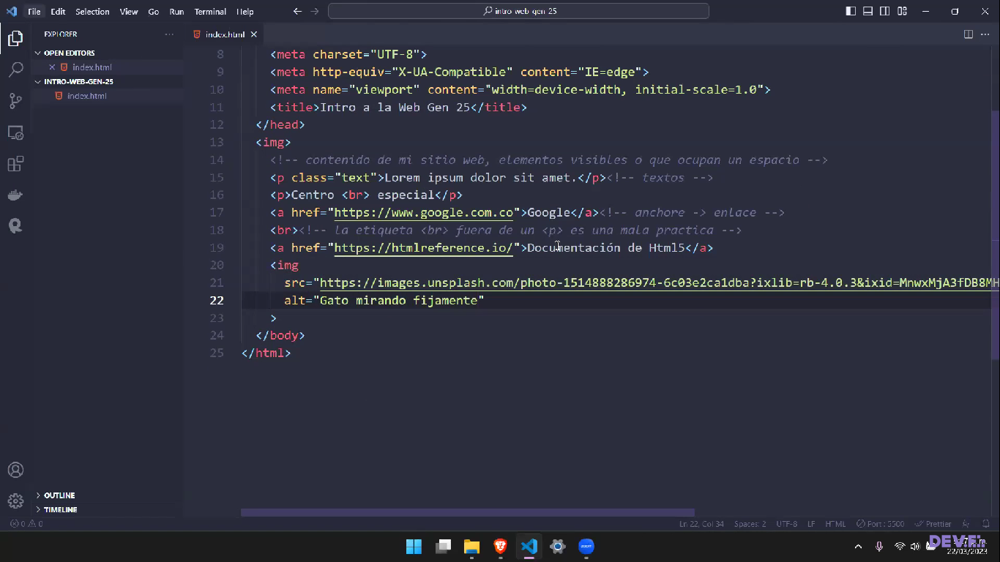 File Edit Selection View Go Run Terminal Help
intro-web-gen-25
EXPLORER
index.html
OPEN EDITORS
index.html
INTRO-WEB-GEN-25
index.html
8 <meta charset="UTF-8">
9 <meta http-equiv="X-UA-Compatible" content="IE=edge">
10 <meta name="viewport" content="width=device-width, initial-scale=1.0">
11 <title>Intro a la Web Gen 25</title>
12 </head>
13 <img>
14 <!-- contenido de mi sitio web, elementos visibles o que ocupan un espacio -->
15 <p class="text">Lorem ipsum dolor sit amet.</p><!-- textos -->
16 <p>Centro <br> especial</p>
17 <a href="https://www.google.com.co">Google</a><!-- anchore -> enlace -->
18 <br><!-- la etiqueta <br> fuera de un <p> es una mala practica -->
19 <a href="https://htmlreference.io/">Documentación de Html5</a>
20 <img
21 src="https://images.unsplash.com/photo-1514888286974-6c03e2ca1dba?ixlib=rb-4.0.3&ixid=MnwxMjA3fDB8MH
22 alt="Gato mirando fijamente"
23 >
24 </body>
25 </html>
OUTLINE
TIMELINE
0 0
Ln 22, Col 34 Spaces: 2 UTF-8 LF HTML Port : 5500 Prettier
zoom
DEV.F.:
22/03/2023